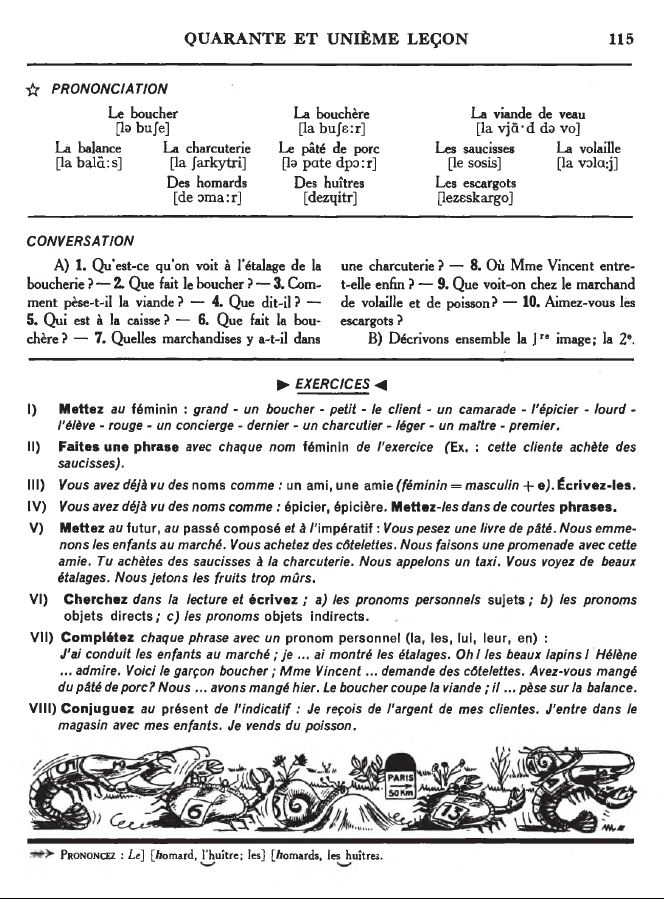 QUARANTE ET UNIÈME LEÇON 115
☆ PRONONCIATION
Le boucher La bouchère La viande de veau
[lə buʃe] [la buʃɛ:r] [la vjɑ̃·d də vo]
La balance La charcuterie Le pâté de porc Les saucisses La volaille
[la balɑ̃:s] [la ʃarkytri] [lə pɑte dpɔ:r] [le sosis] [la vɔlɑ:j]
Des homards Des huîtres Les escargots
[de ɔma:r] [dezɥitr] [lezɛskargo]
CONVERSATION
A) 1. Qu'est-ce qu'on voit à l'étalage de la
boucherie ? — 2. Que fait le boucher ? — 3. Com-
ment pèse-t-il la viande ? — 4. Que dit-il ? —
5. Qui est à la caisse ? — 6. Que fait la bou-
chère ? — 7. Quelles marchandises y a-t-il dans
une charcuterie ? — 8. Où Mme Vincent entre-
t-elle enfin ? — 9. Que voit-on chez le marchand
de volaille et de poisson ? — 10. Aimez-vous les
escargots ?
B) Décrivons ensemble la 1re image; la 2e.
► EXERCICES ◄
I) Mettez au féminin : grand - un boucher - petit - le client - un camarade - l'épicier - lourd -
l'élève - rouge - un concierge - dernier - un charcutier - léger - un maître - premier.
II) Faites une phrase avec chaque nom féminin de l'exercice (Ex. : cette cliente achète des
saucisses).
III) Vous avez déjà vu des noms comme : un ami, une amie (féminin = masculin + e). Écrivez-les.
IV) Vous avez déjà vu des noms comme : épicier, épicière. Mettez-les dans de courtes phrases.
V) Mettez au futur, au passé composé et à l'impératif : Vous pesez une livre de pâté. Nous emme-
nons les enfants au marché. Vous achetez des côtelettes. Nous faisons une promenade avec cette
amie. Tu achètes des saucisses à la charcuterie. Nous appelons un taxi. Vous voyez de beaux
étalages. Nous jetons les fruits trop mûrs.
VI) Cherchez dans la lecture et écrivez ; a) les pronoms personnels sujets ; b) les pronoms
objets directs ; c) les pronoms objets indirects.
VII) Complétez chaque phrase avec un pronom personnel (la, les, lui, leur, en) :
J'ai conduit les enfants au marché ; je ... ai montré les étalages. Oh ! les beaux lapins ! Hélène
... admire. Voici le garçon boucher ; Mme Vincent ... demande des côtelettes. Avez-vous mangé
du pâté de porc ? Nous ... avons mangé hier. Le boucher coupe la viande ; il ... pèse sur la balance.
VIII) Conjuguez au présent de l'indicatif : Je reçois de l'argent de mes clientes. J'entre dans le
magasin avec mes enfants. Je vends du poisson.
PARIS
50 Km
6
13
PRONONCEZ : Le] [homard, l'huître; les] [homards, les huîtres.